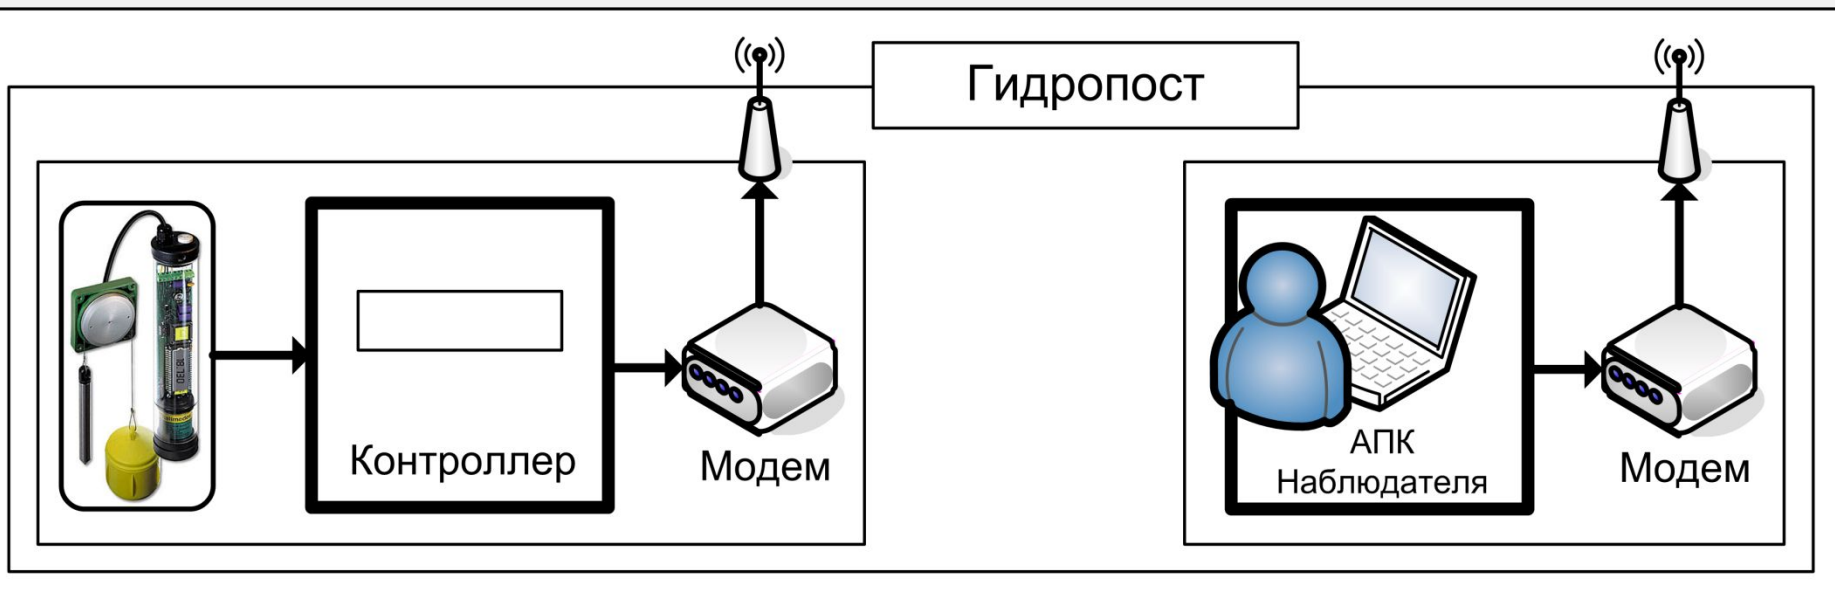 Гидропост
Контроллер
Модем
АПК
Наблюдателя
Модем